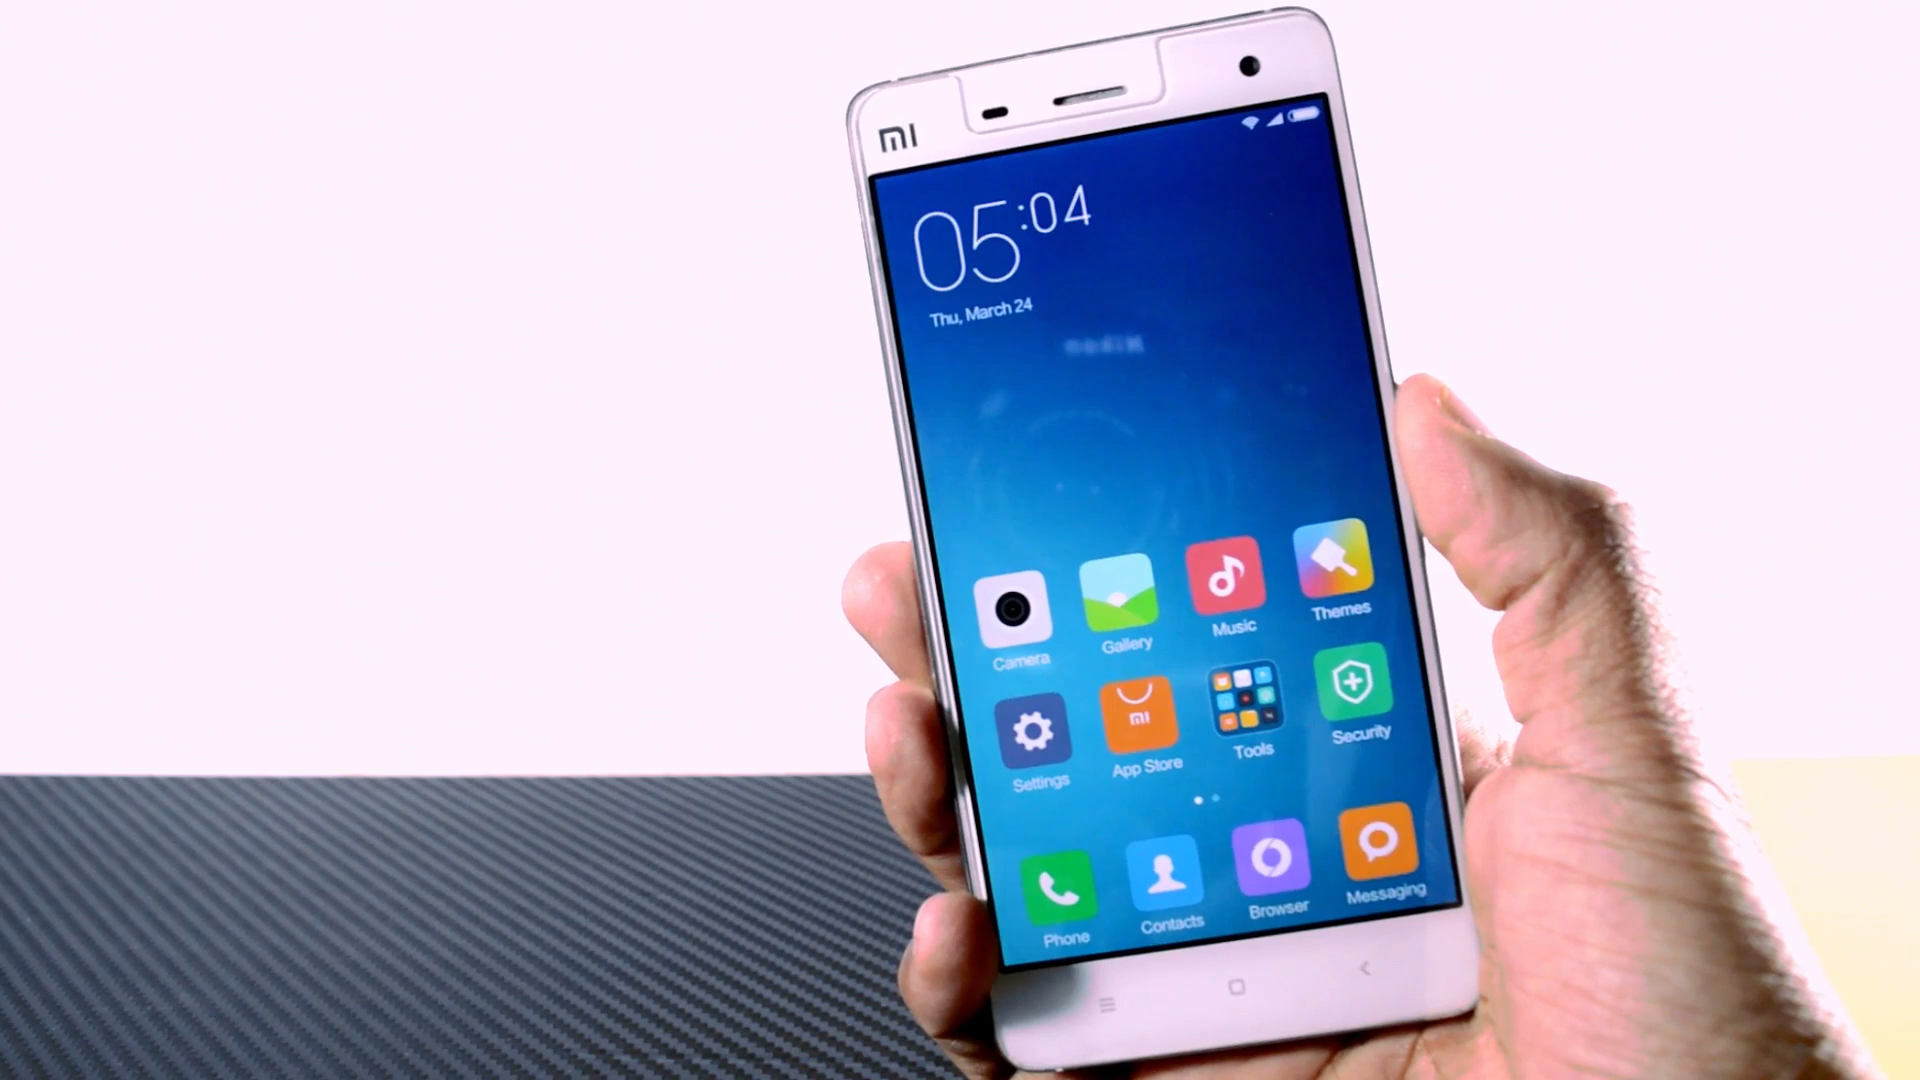 MI
05:04
Thu, March 24
Camera
Gallery
Music
Themes
Settings
mi
App Store
Tools
Security
Phone
Contacts
Browser
Messaging